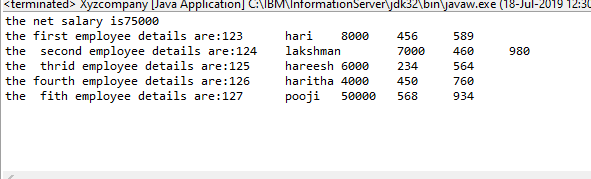 <terminated> Xyzcompany [Java Application] C:\IBM\InformationServer\jdk32\bin\javaw.exe (18-Jul-2019 12:30
the net salary is75000
the first employee details are:123 hari 8000 456 589
the  second employee details are:124 lakshman 7000 460 980
the  thrid employee details are:125 hareesh 6000 234 564
the fourth employee details are:126 haritha 4000 450 760
the  fith employee details are:127 pooji 50000 568 934